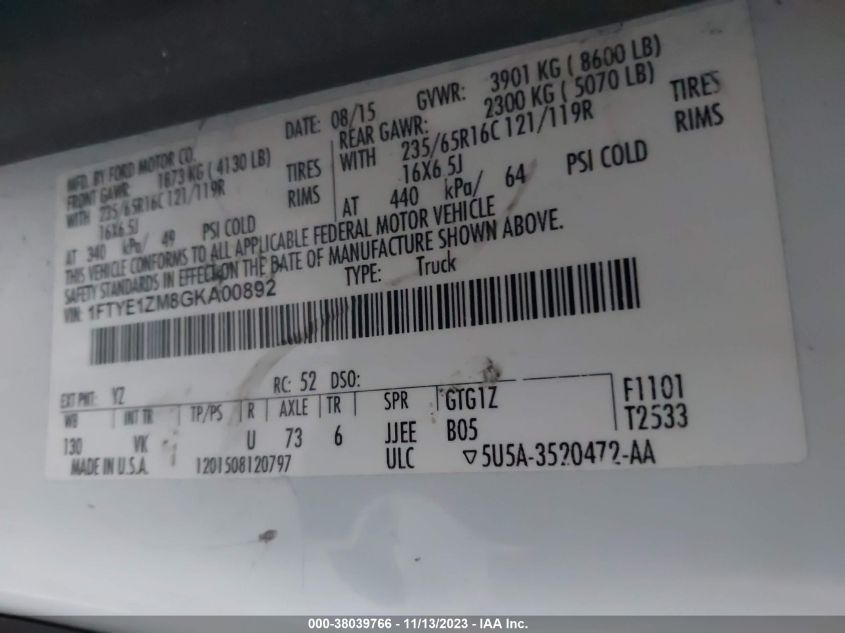 MFD. BY FORD MOTOR CO.
DATE: 08/15 GVWR: 3901 KG ( 8600 LB)
FRONT GAWR: 1873 KG ( 4130 LB)
REAR GAWR: 2300 KG ( 5070 LB)
WITH 235/65R16C 121/119R TIRES
WITH 235/65R16C 121/119R TIRES
16X6.5J RIMS
16X6.5J RIMS
AT 340 kPa/ 49 PSI COLD
AT 440 kPa/ 64 PSI COLD
THIS VEHICLE CONFORMS TO ALL APPLICABLE FEDERAL MOTOR VEHICLE
SAFETY STANDARDS IN EFFECT ON THE DATE OF MANUFACTURE SHOWN ABOVE.
VIN: 1FTYE1ZM8GKA00892 TYPE: Truck
EXT PNT: YZ RC: 52 DSO:
WB INT TR TP/PS R AXLE TR SPR GTG1Z F1101
130 VK U 73 6 JJEE B05 T2533
MADE IN U.S.A. 1201508120797 ULC ▽5U5A-3520472-AA
000-38039766 - 11/13/2023 - IAA Inc.